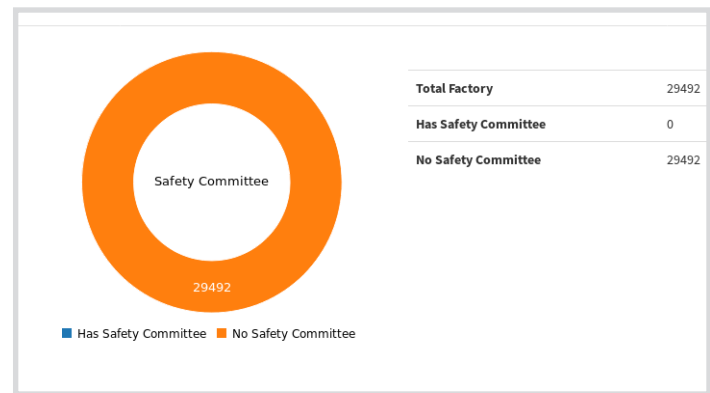 Safety Committee
29492
Has Safety Committee No Safety Committee
Total Factory 29492
Has Safety Committee 0
No Safety Committee 29492